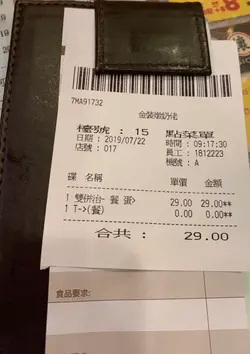 7MA91732
金裝燉奶佬
檯號 : 15 點菜單
日期 : 2019/07/22 時間 : 09:17:30
店號 : 017 員工 : 1812223
機號 : A
碟 名稱 單價 金額
1 雙併治- 餐 蛋> 29.00 29.00**
1 T->(餐) 0.00 0.00**
合共 : 29.00
食品要求: